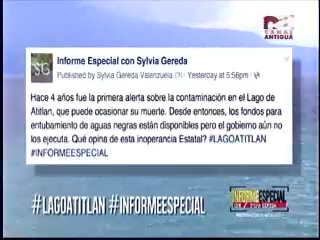 CANAL
ANTIGUA
Informe Especial con Sylvia Gereda
Published by Sylvia Gereda Valenzuela [?] · Yesterday at 5:56pm ·
Hace 4 años fue la primera alerta sobre la contaminación en el Lago de
Atitlan, que puede ocasionar su muerte. Desde entonces, los fondos para
entubamiento de aguas negras están disponibles pero el gobierno aún no
los ejecuta. Qué opina de esta inoperancia Estatal? #LAGOATITLAN
#INFORMEESPECIAL
#LAGOATITLAN #INFORMEESPECIAL
INFORME ESPECIAL